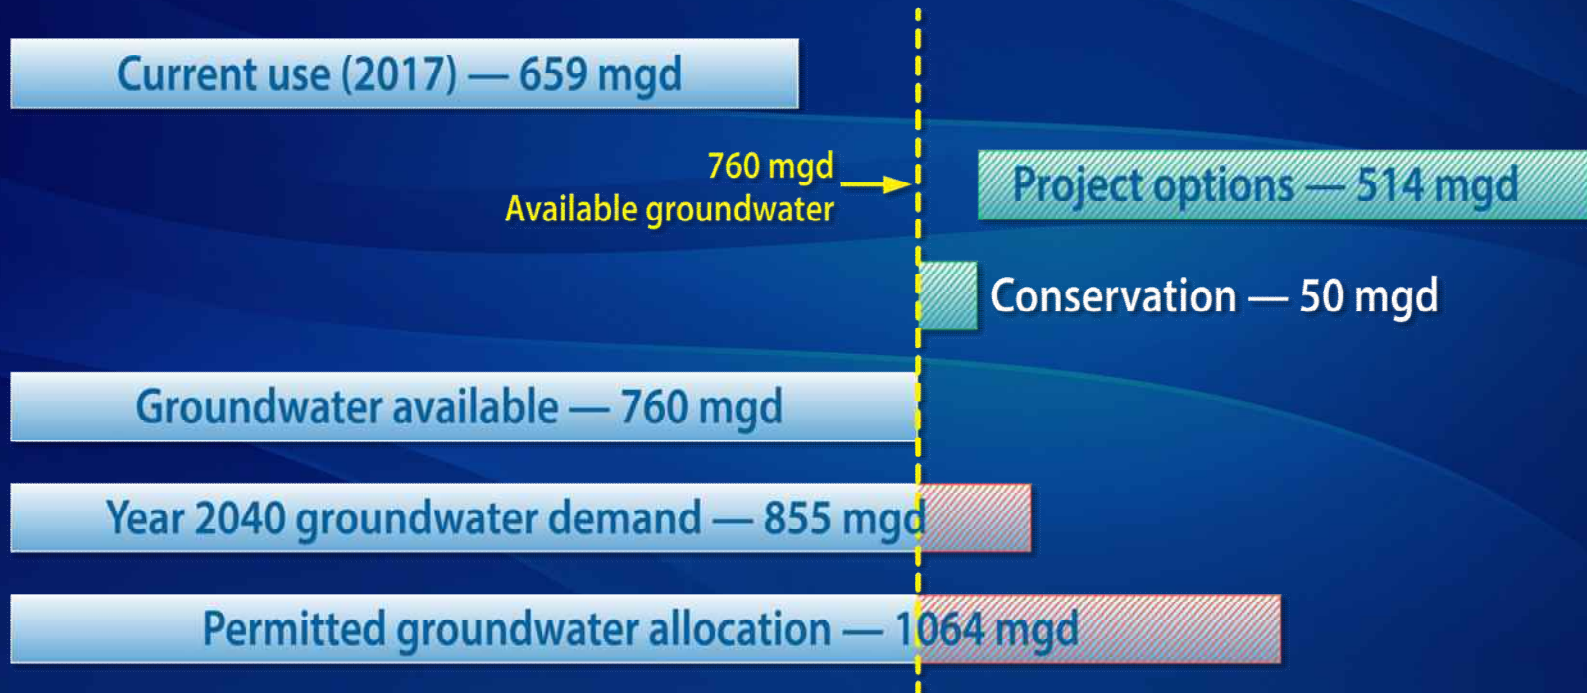 Current use (2017) — 659 mgd
760 mgd
Available groundwater
Project options — 514 mgd
Conservation — 50 mgd
Groundwater available — 760 mgd
Year 2040 groundwater demand — 855 mgd
Permitted groundwater allocation — 1064 mgd